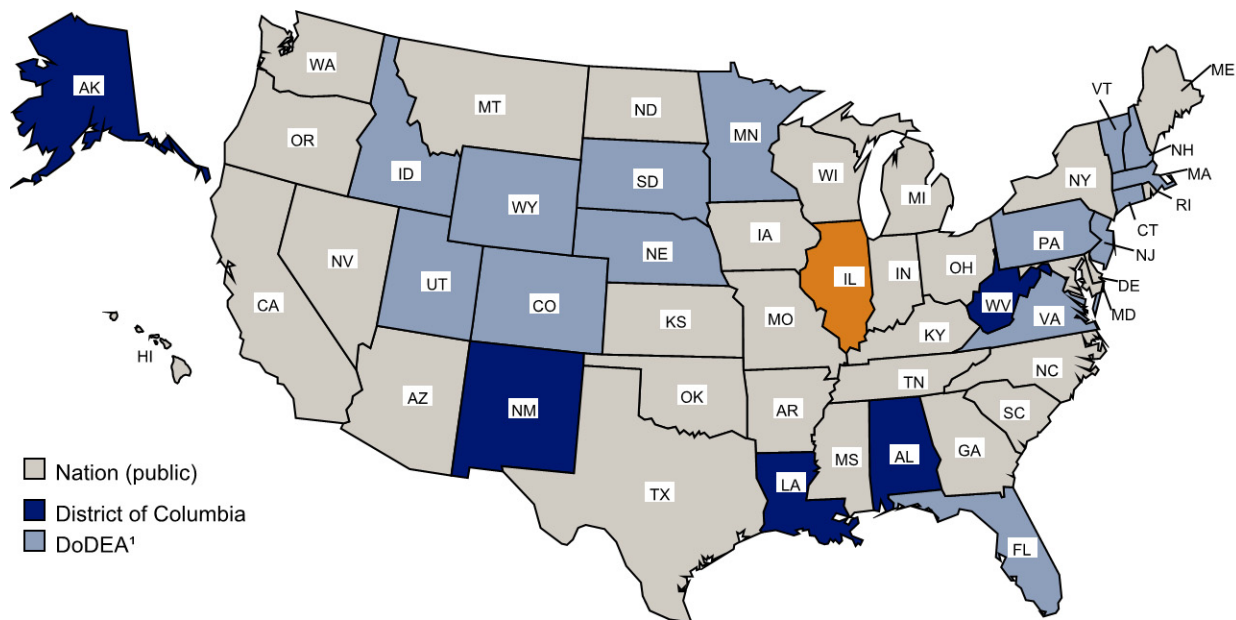 AK
WA
MT
ND
MN
ME
VT
OR
ID
SD
WI
MI
NY
NH
MA
RI
CT
WY
IA
NE
PA
NJ
NV
UT
CO
IL
IN
OH
DE
MD
CA
KS
MO
WV
VA
KY
HI
NC
TN
AZ
NM
OK
AR
SC
MS
AL
GA
LA
TX
FL
Nation (public)
District of Columbia
DoDEA¹